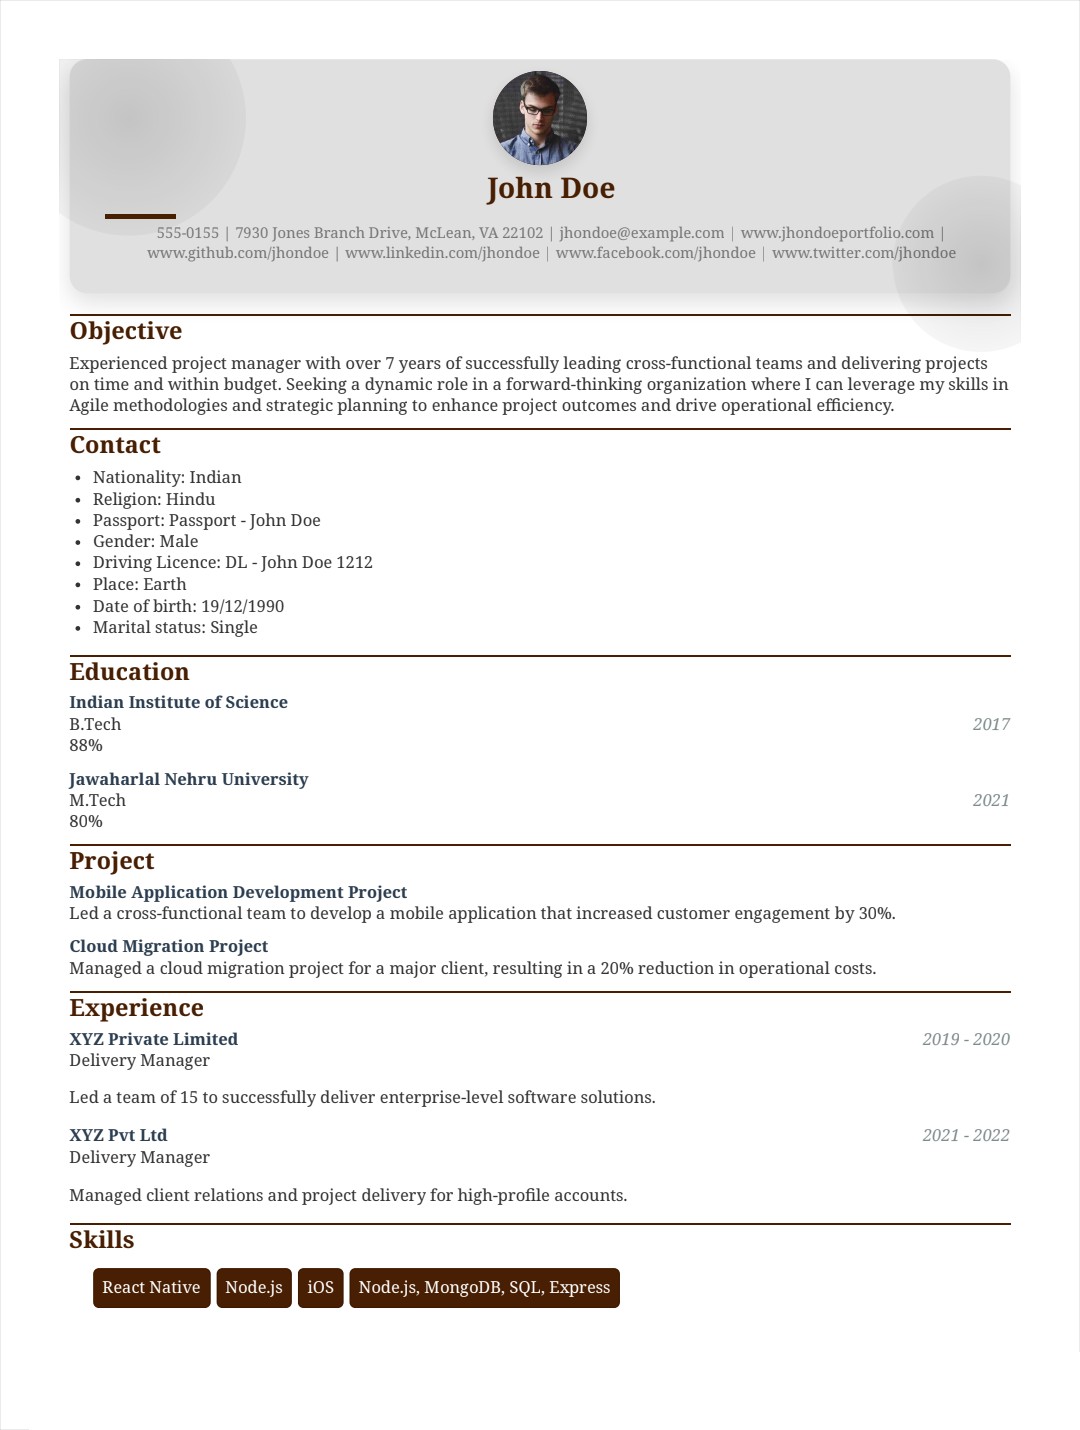 John Doe
555-0155 | 7930 Jones Branch Drive, McLean, VA 22102 | jhondoe@example.com | www.jhondoeportfolio.com |
www.github.com/jhondoe | www.linkedin.com/jhondoe | www.facebook.com/jhondoe | www.twitter.com/jhondoe
Objective
Experienced project manager with over 7 years of successfully leading cross-functional teams and delivering projects
on time and within budget. Seeking a dynamic role in a forward-thinking organization where I can leverage my skills in
Agile methodologies and strategic planning to enhance project outcomes and drive operational efficiency.
Contact
• Nationality: Indian
• Religion: Hindu
• Passport: Passport - John Doe
• Gender: Male
• Driving Licence: DL - John Doe 1212
• Place: Earth
• Date of birth: 19/12/1990
• Marital status: Single
Education
Indian Institute of Science
B.Tech 2017
88%
Jawaharlal Nehru University
M.Tech 2021
80%
Project
Mobile Application Development Project
Led a cross-functional team to develop a mobile application that increased customer engagement by 30%.
Cloud Migration Project
Managed a cloud migration project for a major client, resulting in a 20% reduction in operational costs.
Experience
XYZ Private Limited 2019 - 2020
Delivery Manager
Led a team of 15 to successfully deliver enterprise-level software solutions.
XYZ Pvt Ltd 2021 - 2022
Delivery Manager
Managed client relations and project delivery for high-profile accounts.
Skills
React Native Node.js iOS Node.js, MongoDB, SQL, Express